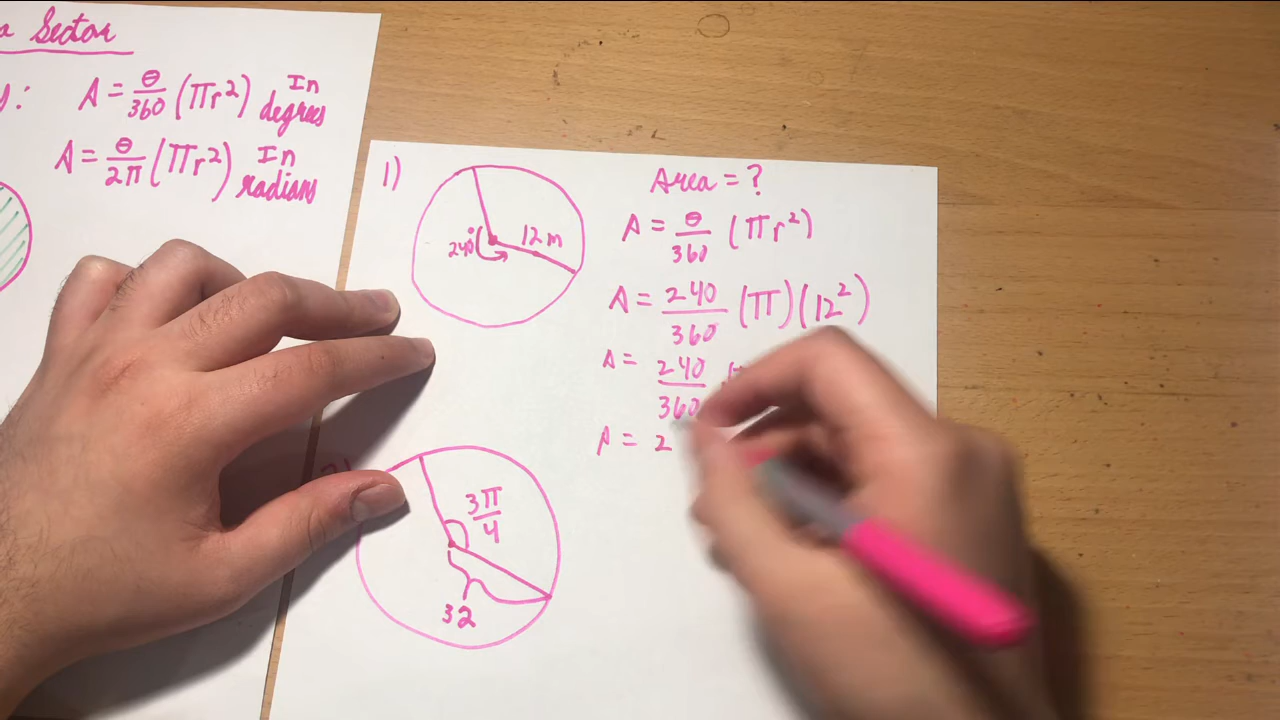 Sector
A = θ/360 (πr²) In degrees
A = θ/2π (πr²) In radians
1)
240°
12m
Area = ?
A = θ/360 (πr²)
A = 240/360 (π)(12²)
A = 240/360
A = 2
3π/4
32